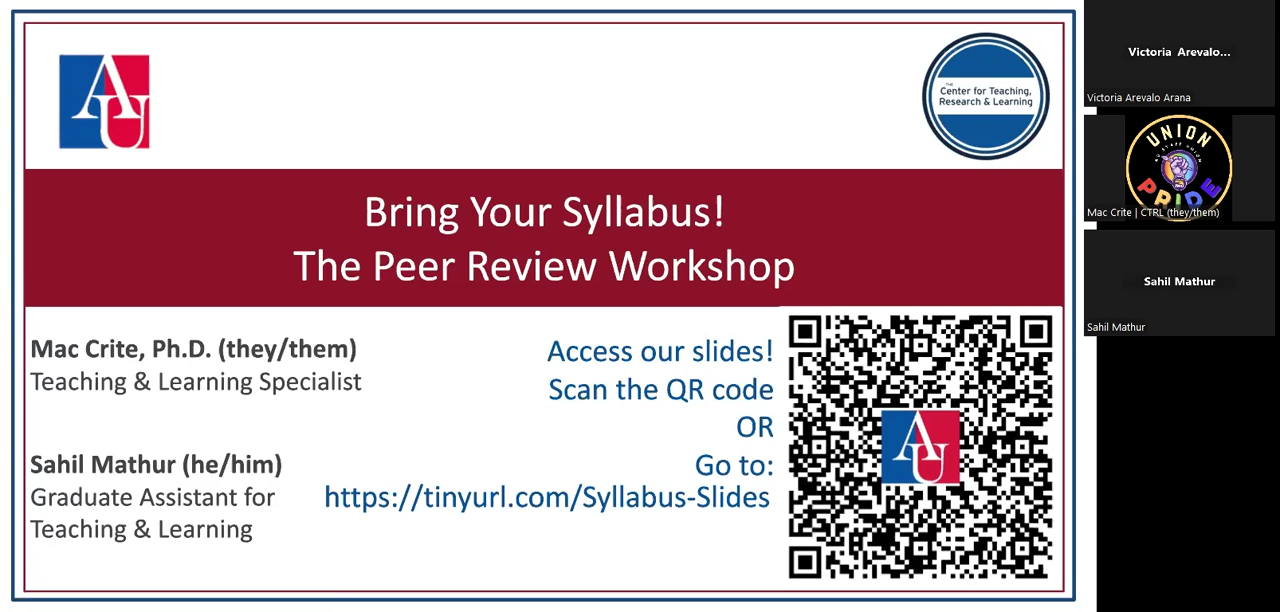 AU
THE
Center for Teaching,
Research & Learning
Bring Your Syllabus!
The Peer Review Workshop
Mac Crite, Ph.D. (they/them)
Teaching & Learning Specialist
Sahil Mathur (he/him)
Graduate Assistant for
Teaching & Learning
Access our slides!
Scan the QR code
OR
Go to:
https://tinyurl.com/Syllabus-Slides
AU
Victoria Arevalo...
Victoria Arevalo Arana
UNION
AU STAFF UNION
PRIDE
Mac Crite | CTRL (they/them)
Sahil Mathur
Sahil Mathur